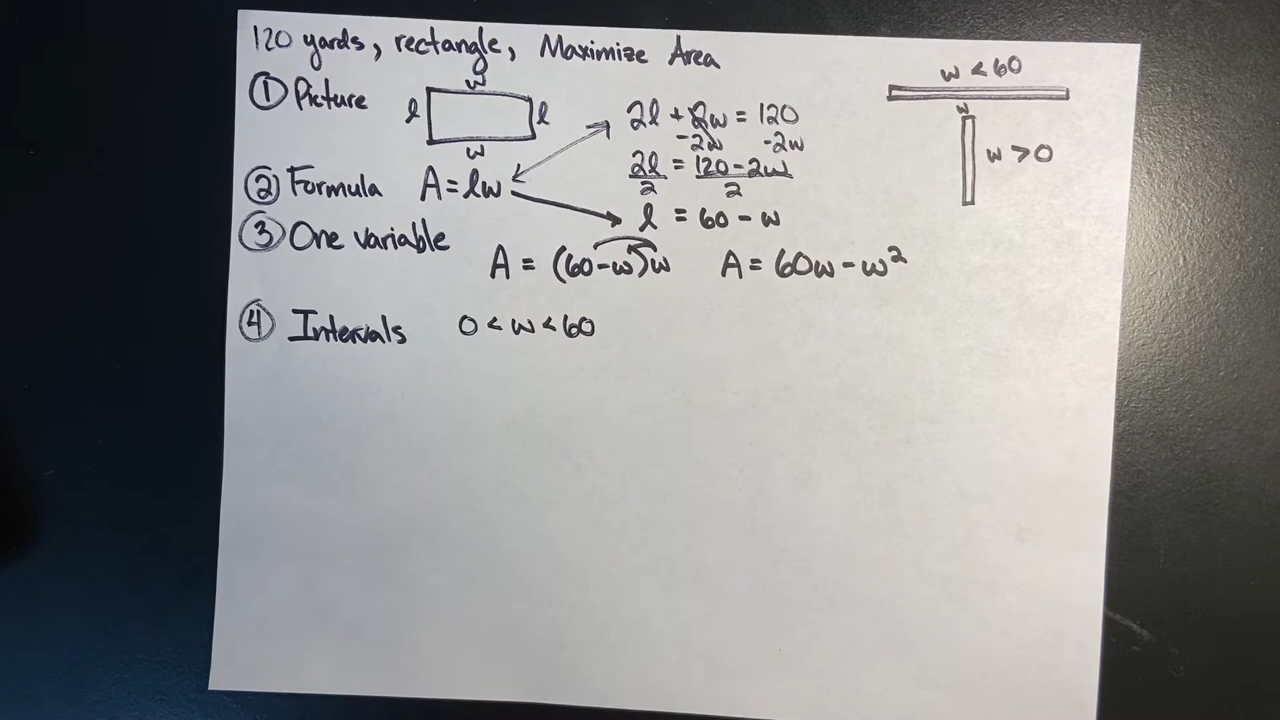 120 yards, rectangle, Maximize Area
① Picture
w
l
l
w
2l + 2w = 120
-2w -2w
2l = 120 - 2w
2 2
l = 60 - w
w < 60
w
w > 0
② Formula A = lw
③ One variable
A = (60 - w)w A = 60w - w²
④ Intervals 0 < w < 60